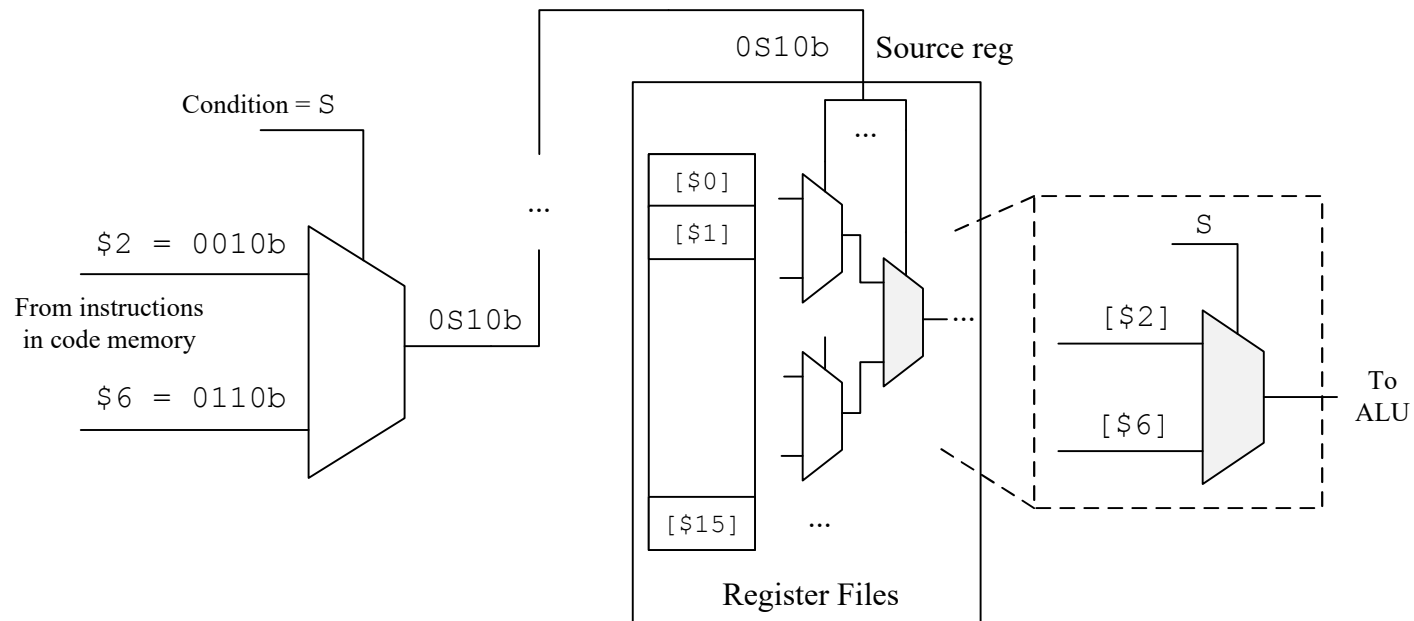 0S10b
Source reg
Condition = S
...
[$0]
...
[$1]
S
$2 = 0010b
From instructions
in code memory
0S10b
...
[$2]
$6 = 0110b
[$6]
To
ALU
[$15]
...
Register Files